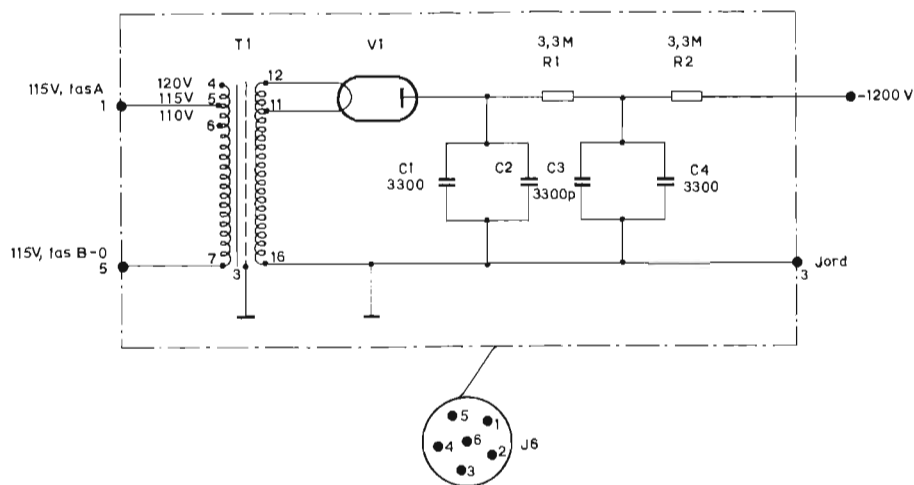 T1
V1
3,3M
R1
3,3M
R2
115V, fas A
1
4
120V
5
115V
110V
6
12
11
-1200 V
C1
3300
C2
C3
3300p
C4
3300
115V, fas B-0
5
7
3
16
Jord
3
5
1
6
4
2
3
J6